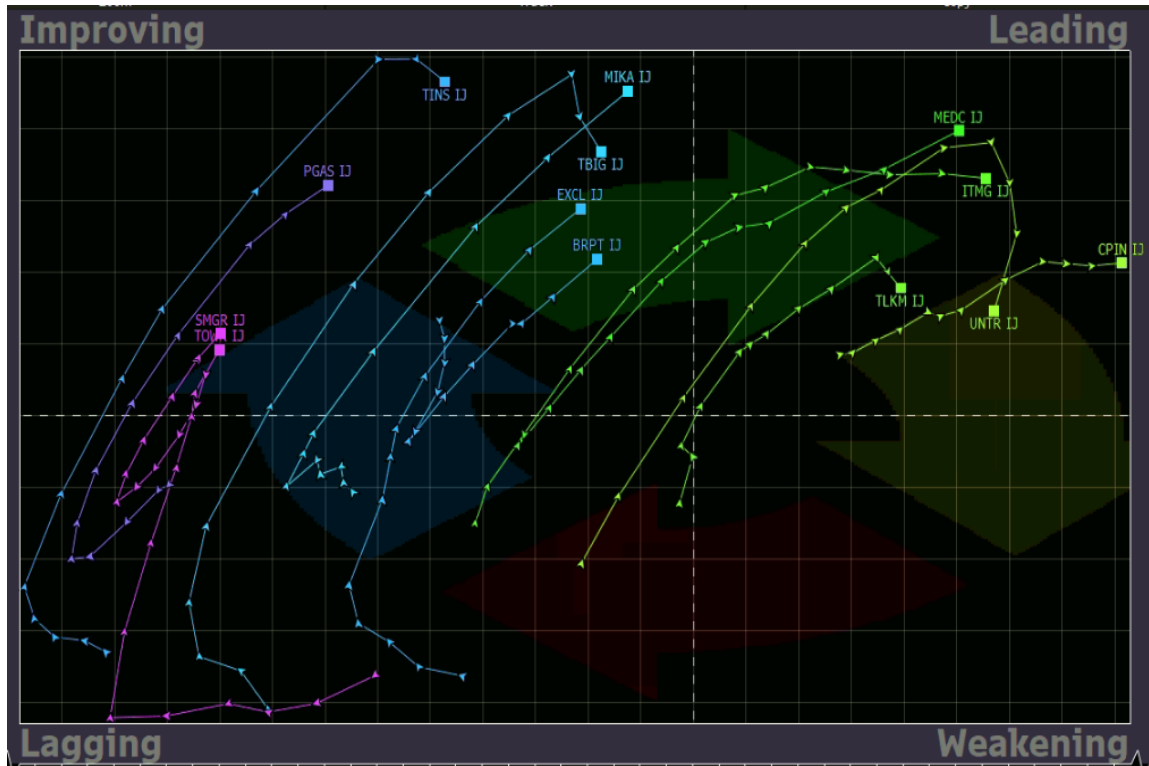 Improving
Leading
TINS IJ
MIKA IJ
MEDC IJ
TBIG IJ
PGAS IJ
ITMG IJ
EXCL IJ
BRPT IJ
CPIN IJ
TLKM IJ
SMGR IJ
UNTR IJ
IJ
Lagging
Weakening